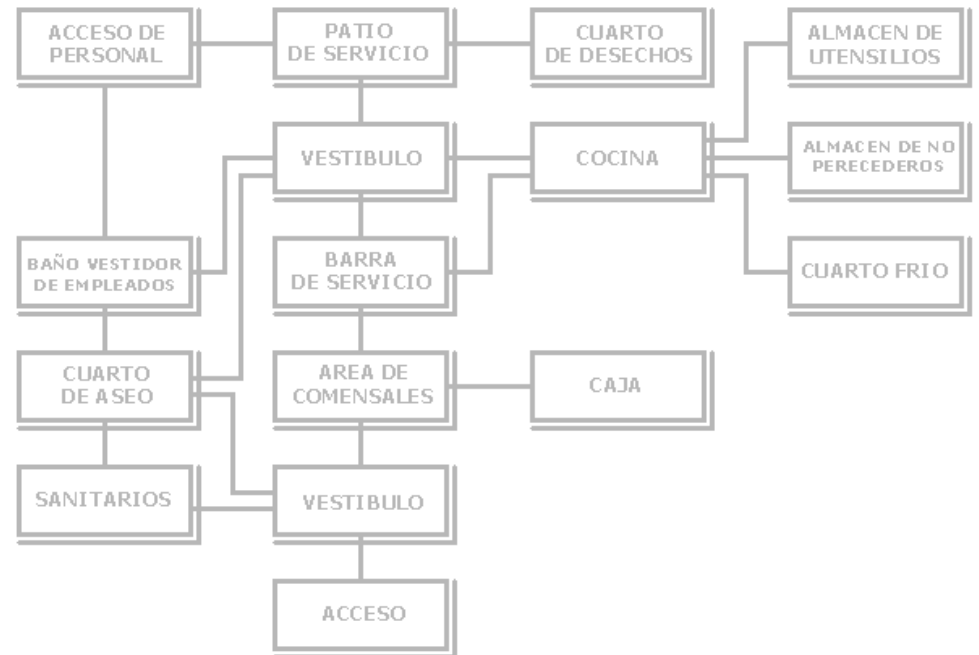 ACCESO DE
PERSONAL
PATIO
DE SERVICIO
CUARTO
DE DESECHOS
ALMACEN DE
UTENSILIOS
VESTIBULO
COCINA
ALMACEN DE NO
PERECEDEROS
BAÑO VESTIDOR
DE EMPLEADOS
BARRA
DE SERVICIO
CUARTO FRIO
CUARTO
DE ASEO
AREA DE
COMENSALES
CAJA
SANITARIOS
VESTIBULO
ACCESO